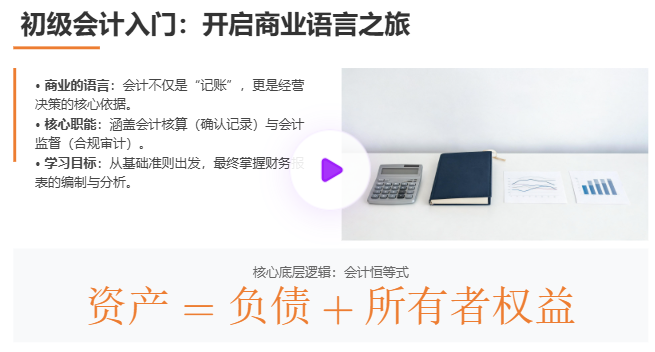 初级会计入门：开启商业语言之旅
• 商业的语言：会计不仅是“记账”，更是经营
决策的核心依据。
• 核心职能：涵盖会计核算（确认记录）与会计
监督（合规审计）。
• 学习目标：从基础准则出发，最终掌握财务报
表的编制与分析。
核心底层逻辑：会计恒等式
资产 = 负债 + 所有者权益